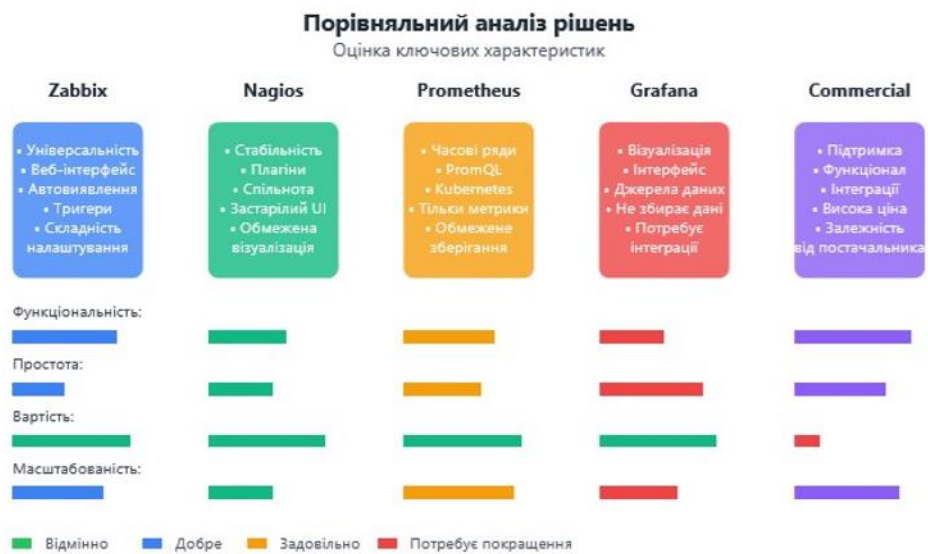 Порівняльний аналіз рішень
Оцінка ключових характеристик
Zabbix
• Універсальність
• Веб-інтерфейс
• Автовиявлення
• Тригери
• Складність
налаштування
Nagios
• Стабільність
• Плагіни
• Спільнота
• Застарілий UI
• Обмежена
візуалізація
Prometheus
• Часові ряди
• PromQL
• Kubernetes
• Тільки метрики
• Обмежене
зберігання
Grafana
• Візуалізація
• Інтерфейс
• Джерела даних
• Не збирає дані
• Потребує
інтеграції
Commercial
• Підтримка
• Функціонал
• Інтеграції
• Висока ціна
• Залежність
від постачальника
Функціональність:
Простота:
Вартість:
Масштабованість:
Відмінно
Добре
Задовільно
Потребує покращення